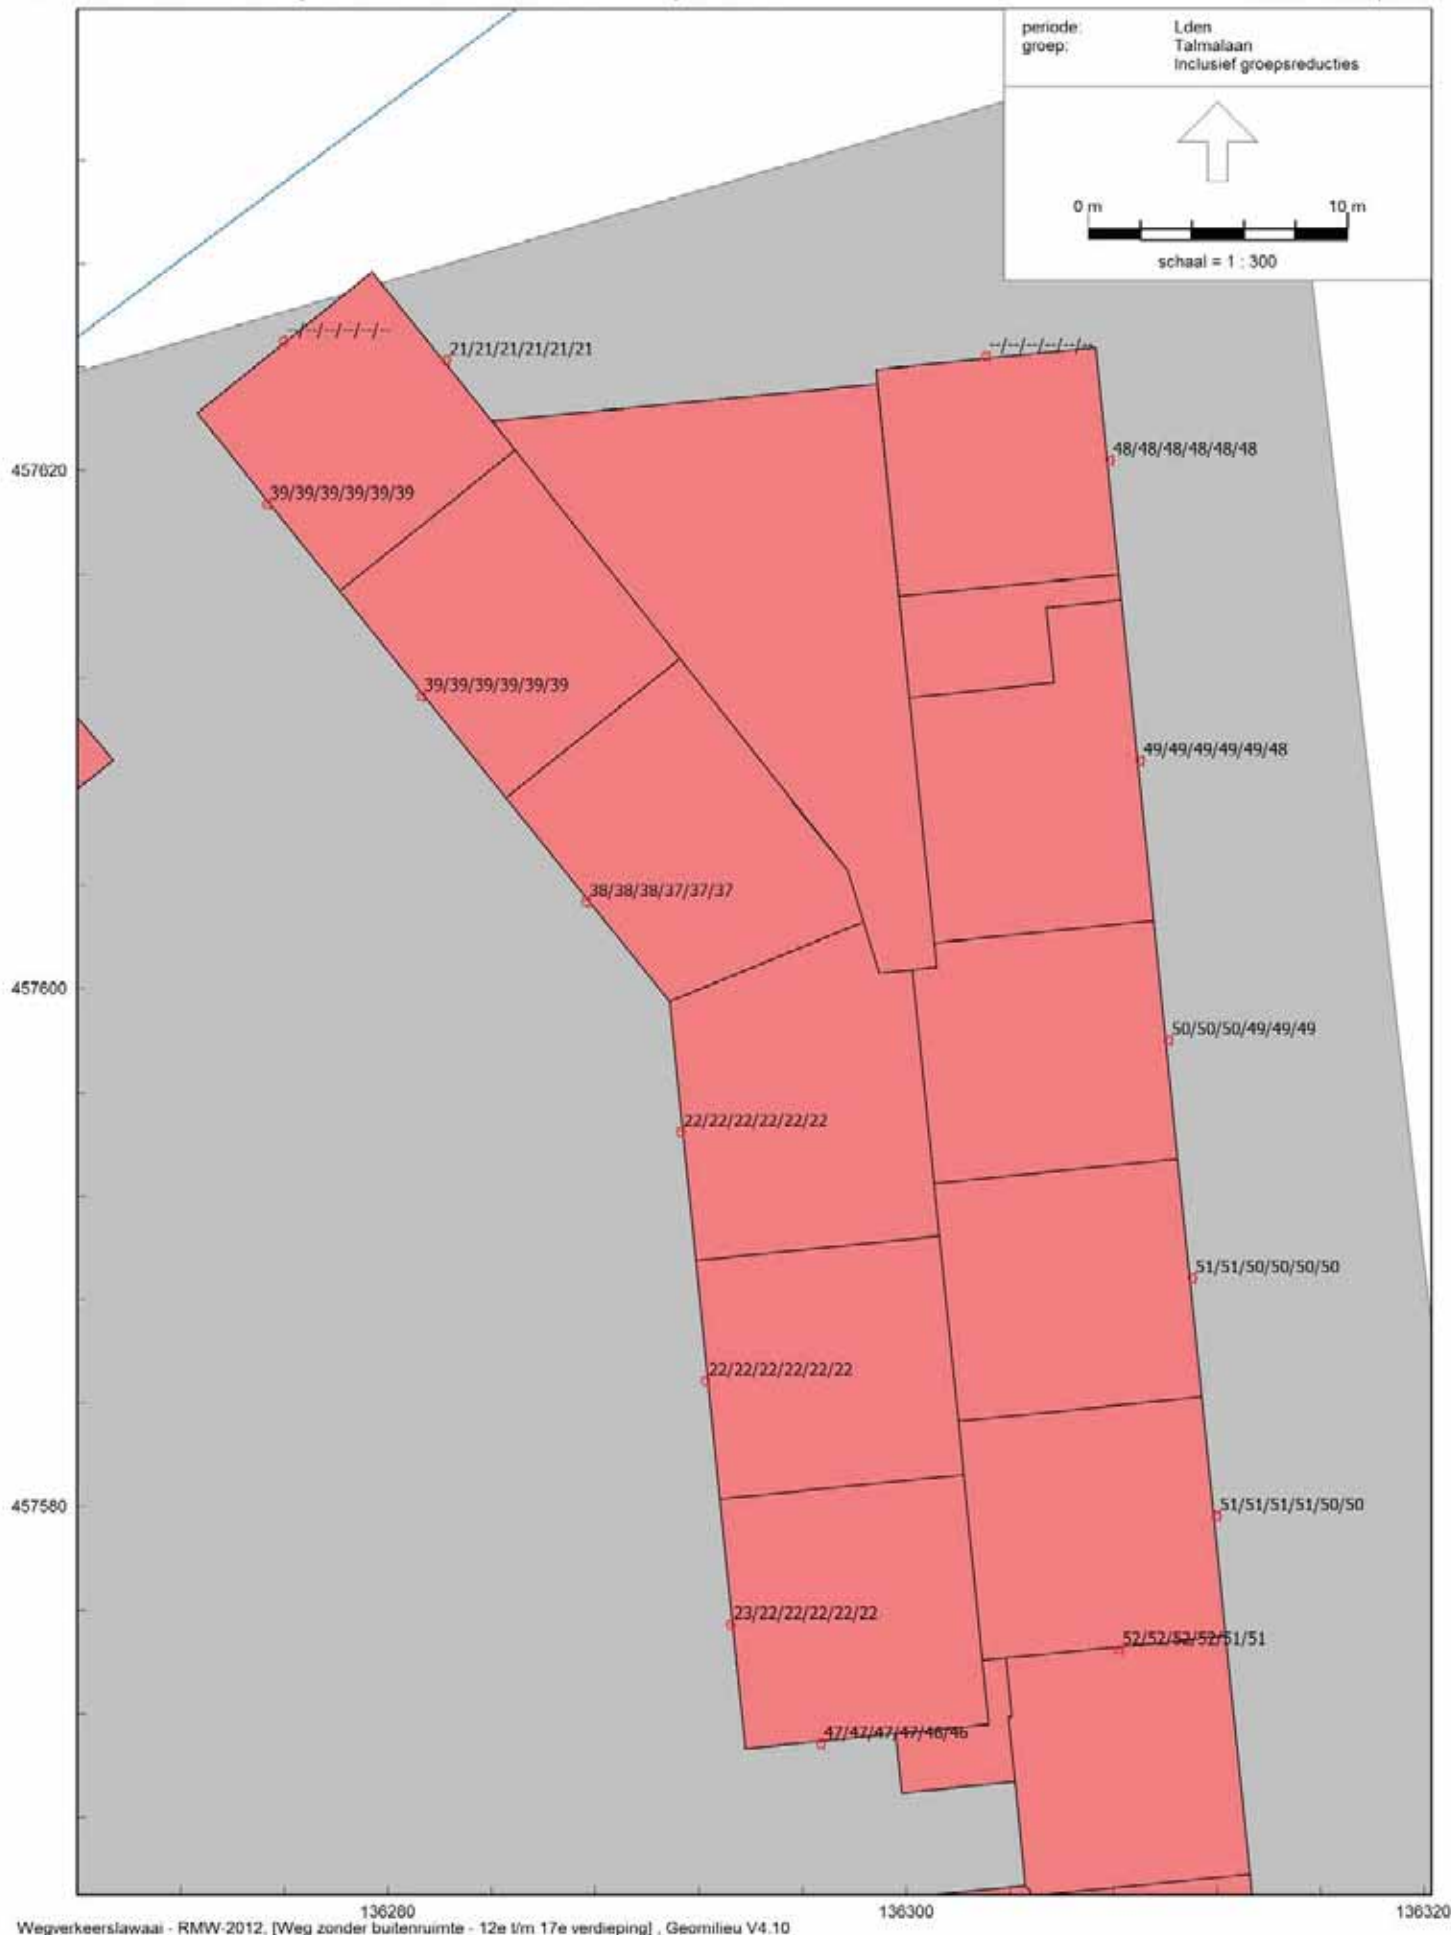 periode: Lden
groep: Talmalaan
Inclusief groepsreducties
0 m 10 m
schaal = 1 : 300
--/--/--/--/--/--
21/21/21/21/21/21
--/--/--/--/--/--
48/48/48/48/48/48
457620
39/39/39/39/39/39
39/39/39/39/39/39
49/49/49/49/49/48
38/38/38/37/37/37
457600
50/50/50/49/49/49
22/22/22/22/22/22
51/51/50/50/50/50
22/22/22/22/22/22
457580
51/51/51/51/50/50
23/22/22/22/22/22
52/52/52/52/51/51
47/47/47/47/46/46
136280 136300 136320
Wegverkeerslawaai - RMW-2012, [Weg zonder buitenruimte - 12e t/m 17e verdieping] , Geomilieu V4.10